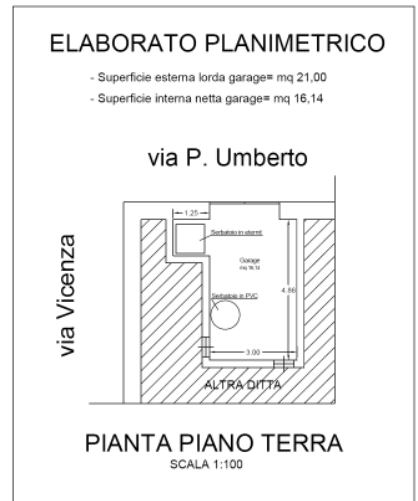 ELABORATO PLANIMETRICO
- Superficie esterna lorda garage= mq 21,00
- Superficie interna netta garage= mq 16,14
via P. Umberto
via Vicenza
1.25
Serbatoio in eternit
Garage
mq 16,14
4.86
Serbatoio in PVC
3.00
ALTRA DITTA
PIANTA PIANO TERRA
SCALA 1:100